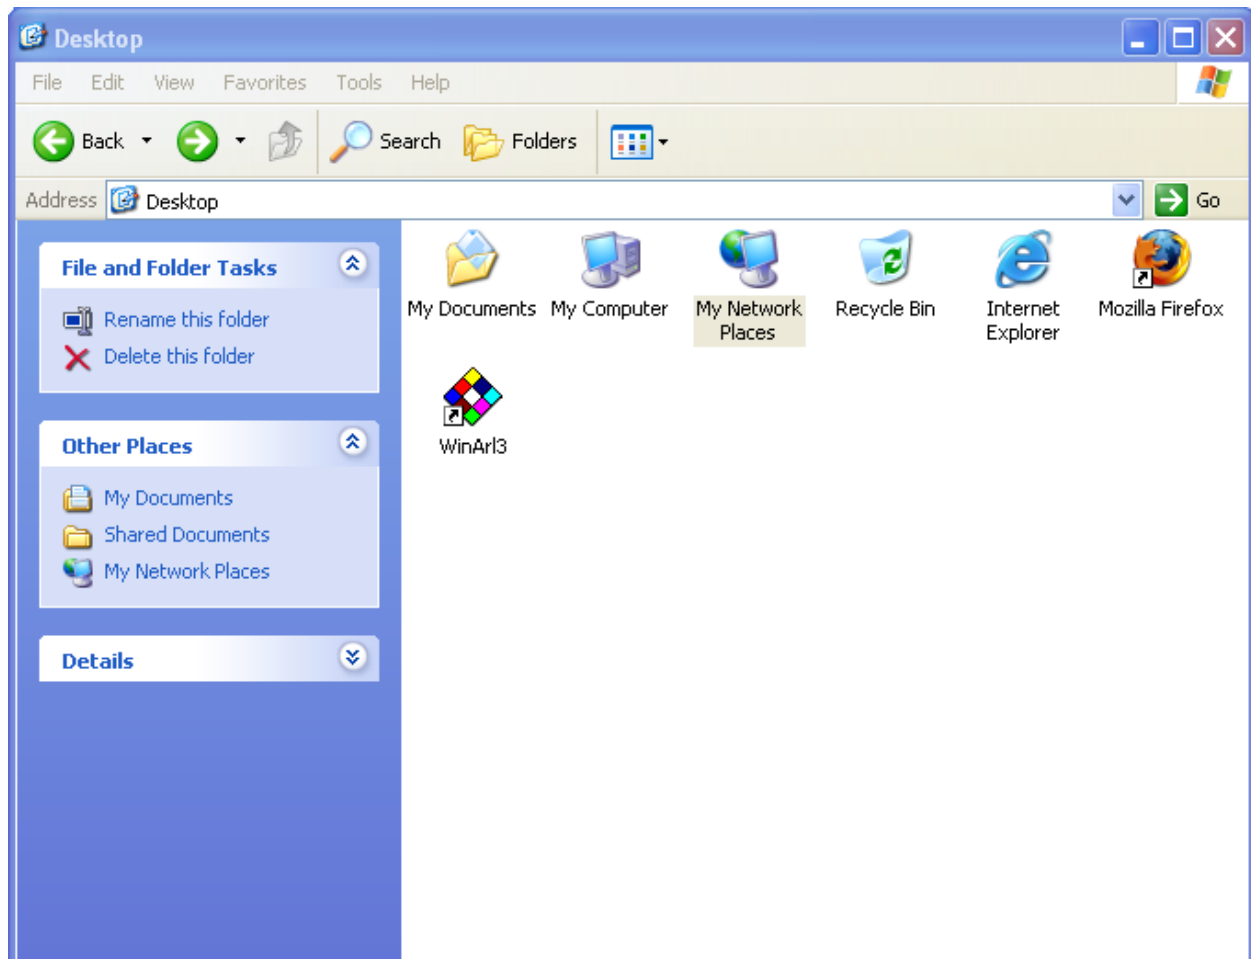 Desktop
File Edit View Favorites Tools Help
Back Search Folders
Address Desktop Go
File and Folder Tasks
Rename this folder
Delete this folder
Other Places
My Documents
Shared Documents
My Network Places
Details
My Documents My Computer My Network Places Recycle Bin Internet Explorer Mozilla Firefox
WinArl3